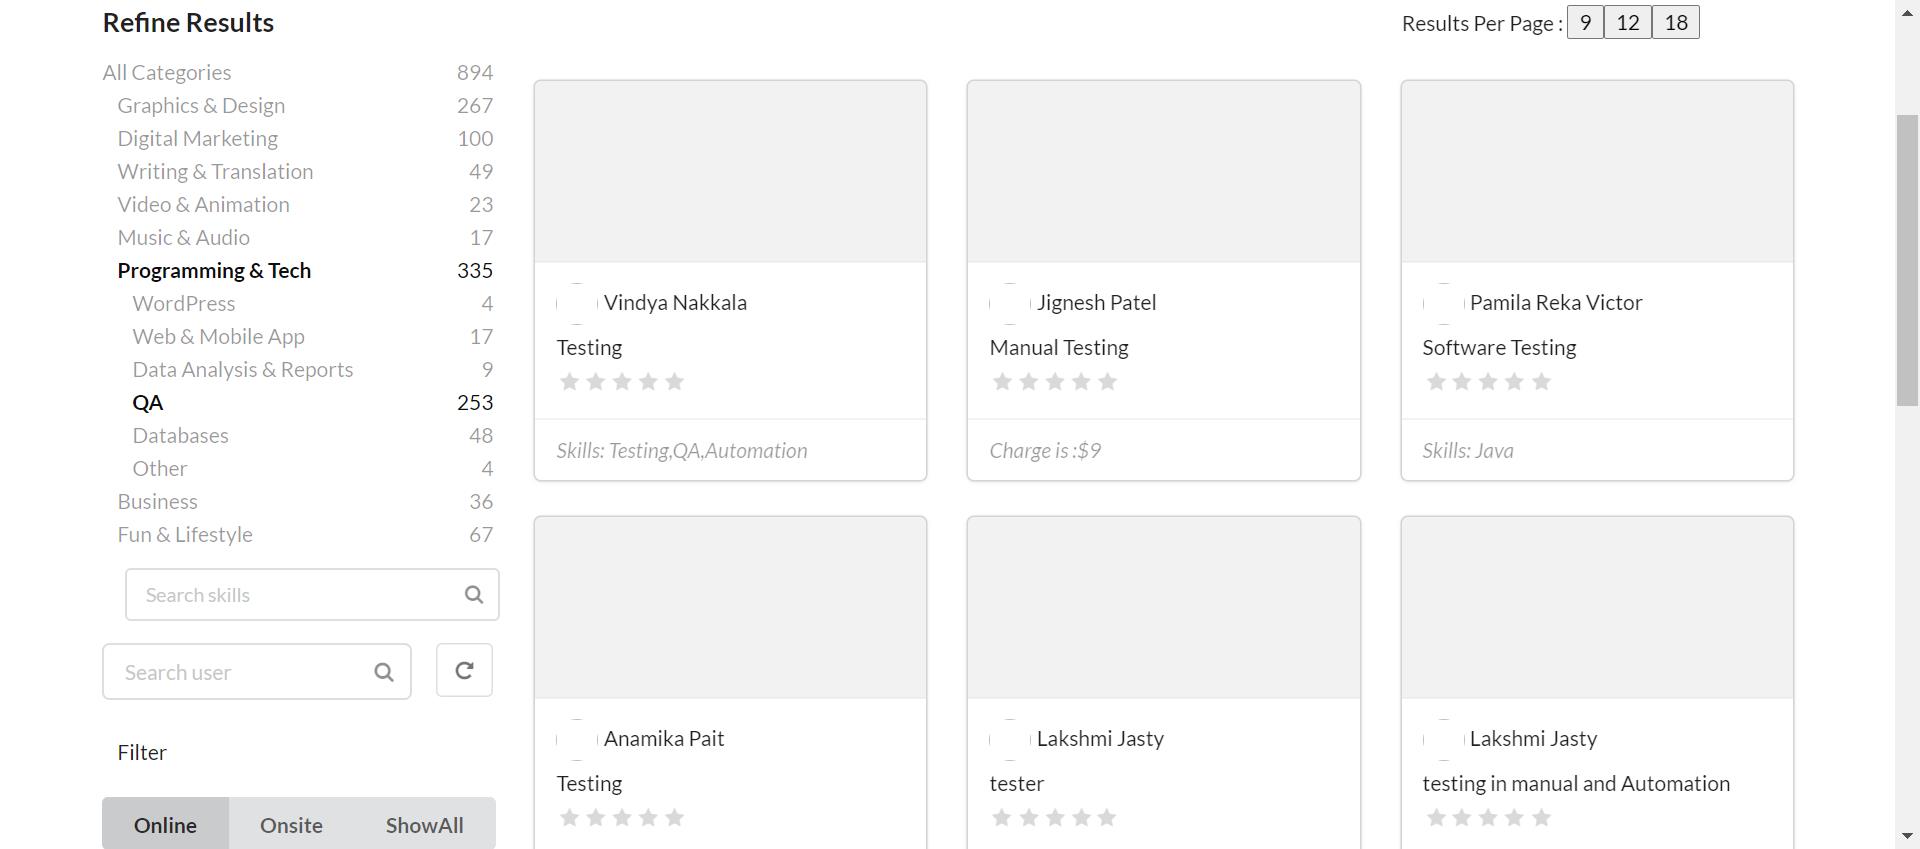 Refine Results
Results Per Page : 9 12 18
All Categories 894
Graphics & Design 267
Digital Marketing 100
Writing & Translation 49
Video & Animation 23
Music & Audio 17
Programming & Tech 335
WordPress 4
Web & Mobile App 17
Data Analysis & Reports 9
QA 253
Databases 48
Other 4
Business 36
Fun & Lifestyle 67
Search skills
Search user
Filter
Online Onsite ShowAll
Vindya Nakkala
Testing
Skills: Testing,QA,Automation
Jignesh Patel
Manual Testing
Charge is :$9
Pamila Reka Victor
Software Testing
Skills: Java
Anamika Pait
Testing
Lakshmi Jasty
tester
Lakshmi Jasty
testing in manual and Automation